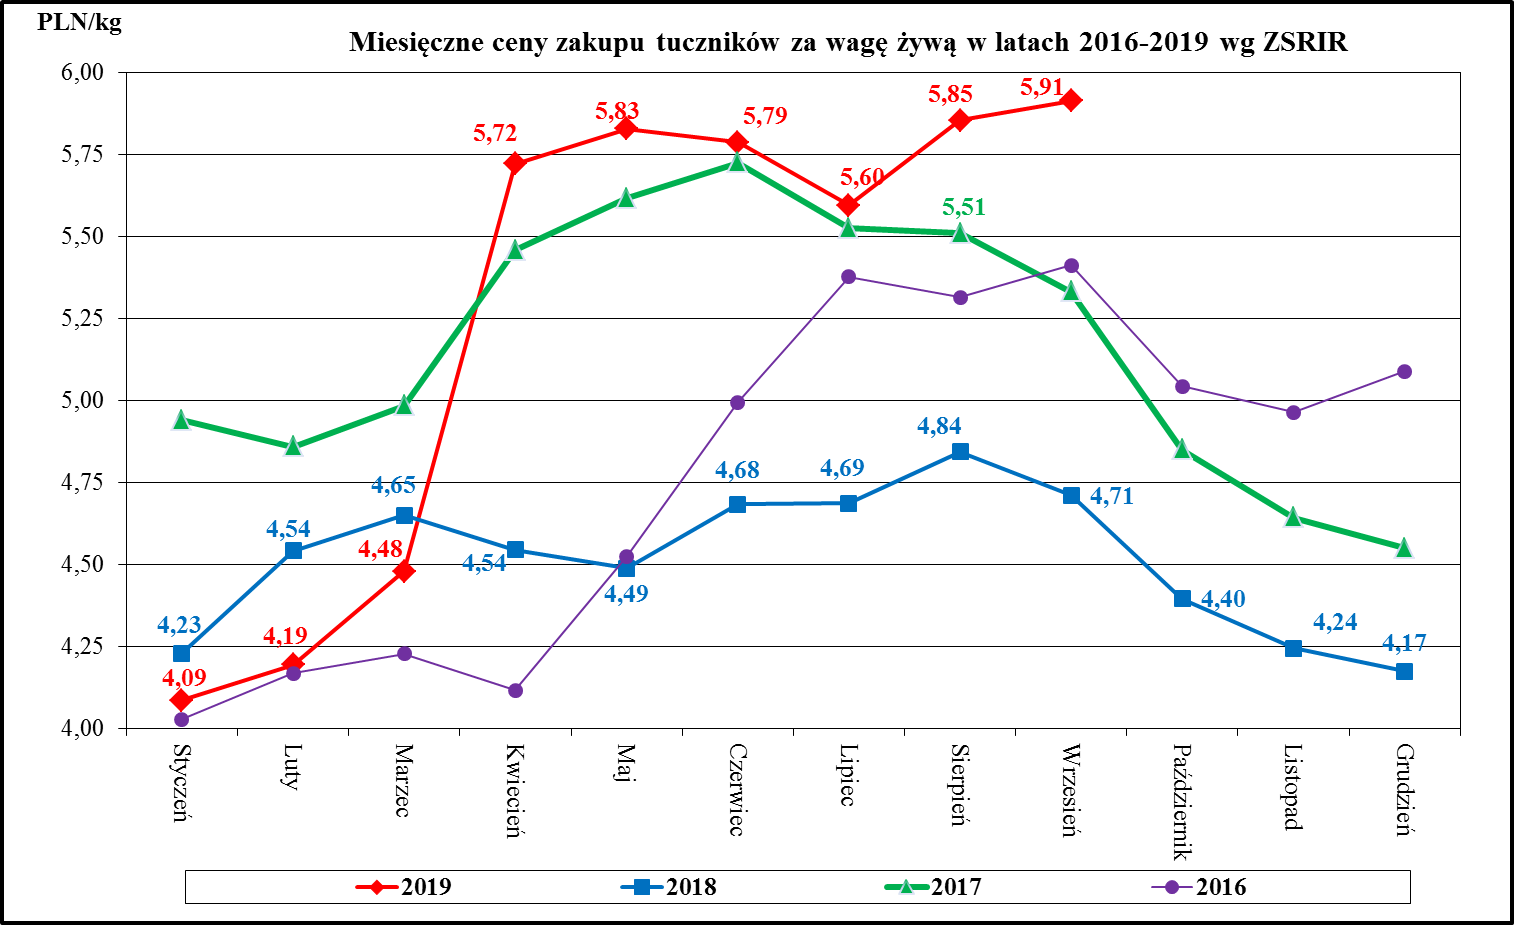 PLN/kg
Miesięczne ceny zakupu tuczników za wagę żywą w latach 2016-2019 wg ZSRIR
6,00
5,75
5,50
5,25
5,00
4,75
4,50
4,25
4,00
4,09
4,19
4,48
5,72
5,83
5,79
5,60
5,85
5,91
5,51
4,23
4,54
4,65
4,54
4,49
4,68
4,69
4,84
4,71
4,40
4,24
4,17
Styczeń
Luty
Marzec
Kwiecień
Maj
Czerwiec
Lipiec
Sierpień
Wrzesień
Październik
Listopad
Grudzień
2019
2018
2017
2016